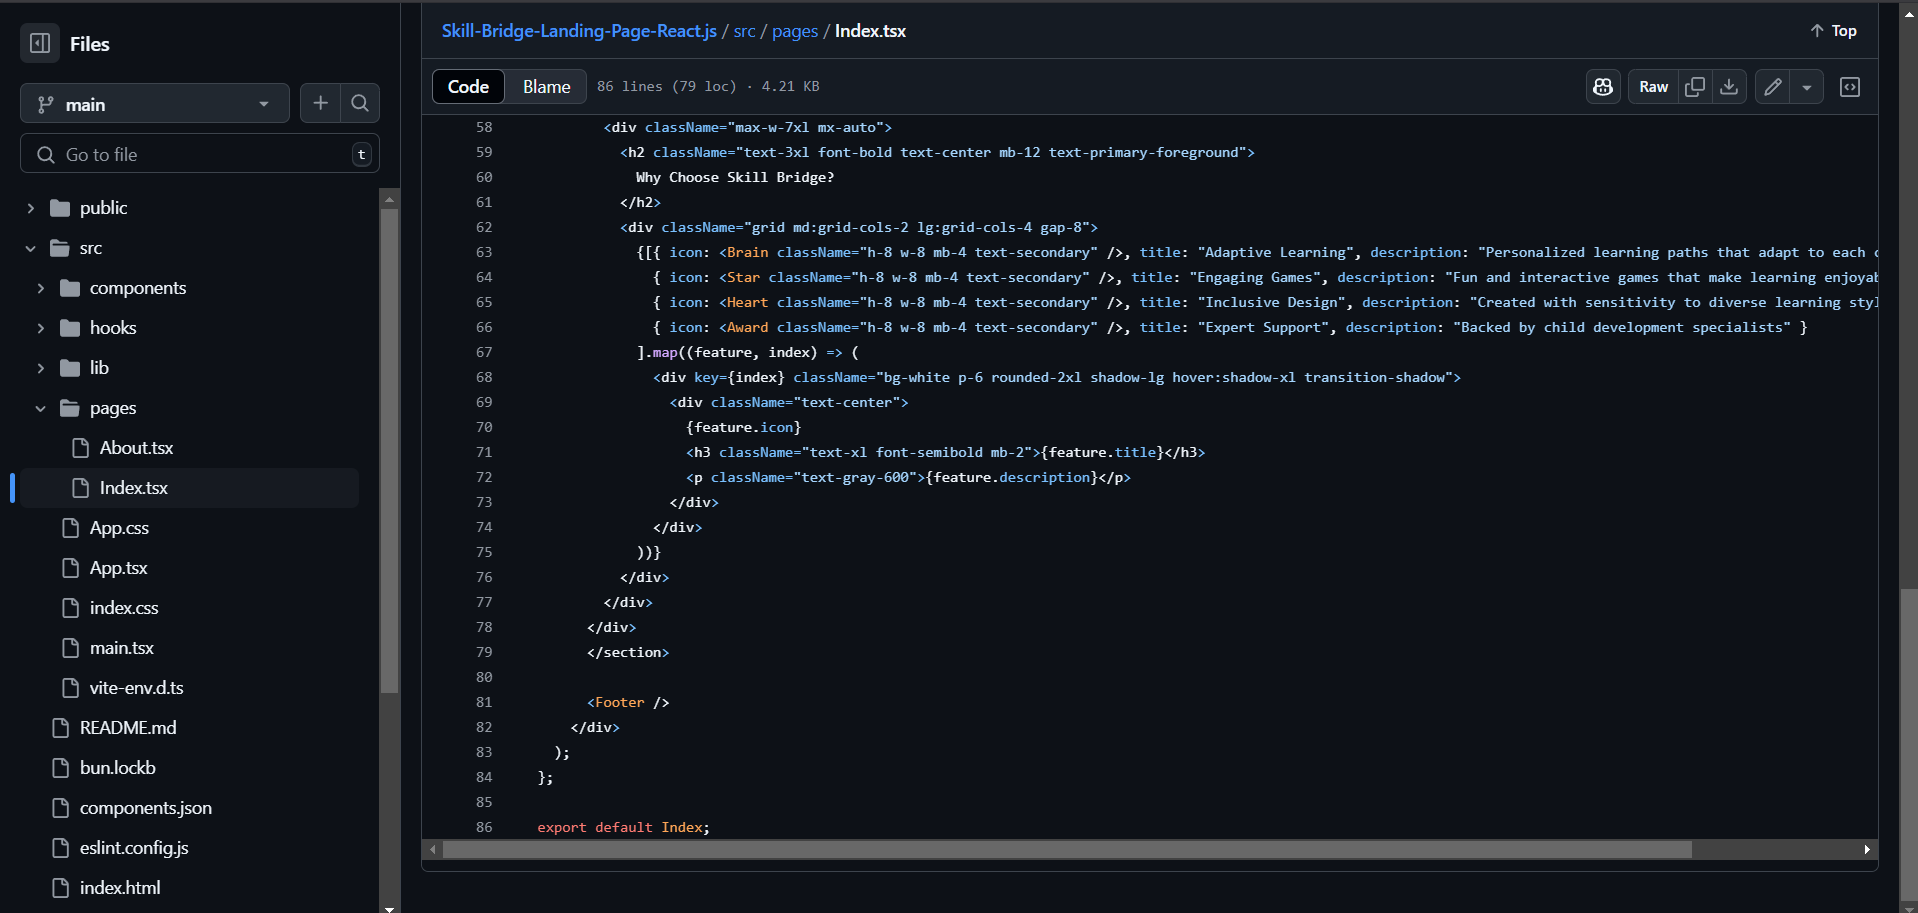 Files
main
Go to file
t
public
src
components
hooks
lib
pages
About.tsx
Index.tsx
App.css
App.tsx
index.css
main.tsx
vite-env.d.ts
README.md
bun.lockb
components.json
eslint.config.js
index.html
Skill-Bridge-Landing-Page-React.js / src / pages / Index.tsx
Top
Code Blame 86 lines (79 loc) · 4.21 KB
Raw
58 <div className="max-w-7xl mx-auto">
59 <h2 className="text-3xl font-bold text-center mb-12 text-primary-foreground">
60 Why Choose Skill Bridge?
61 </h2>
62 <div className="grid md:grid-cols-2 lg:grid-cols-4 gap-8">
63 {[{ icon: <Brain className="h-8 w-8 mb-4 text-secondary" />, title: "Adaptive Learning", description: "Personalized learning paths that adapt to each
64 { icon: <Star className="h-8 w-8 mb-4 text-secondary" />, title: "Engaging Games", description: "Fun and interactive games that make learning enjoyab
65 { icon: <Heart className="h-8 w-8 mb-4 text-secondary" />, title: "Inclusive Design", description: "Created with sensitivity to diverse learning sty
66 { icon: <Award className="h-8 w-8 mb-4 text-secondary" />, title: "Expert Support", description: "Backed by child development specialists" }
67 ].map((feature, index) => (
68 <div key={index} className="bg-white p-6 rounded-2xl shadow-lg hover:shadow-xl transition-shadow">
69 <div className="text-center">
70 {feature.icon}
71 <h3 className="text-xl font-semibold mb-2">{feature.title}</h3>
72 <p className="text-gray-600">{feature.description}</p>
73 </div>
74 </div>
75 ))}
76 </div>
77 </div>
78 </div>
79 </section>
80
81 <Footer />
82 </div>
83 );
84 };
85
86 export default Index;